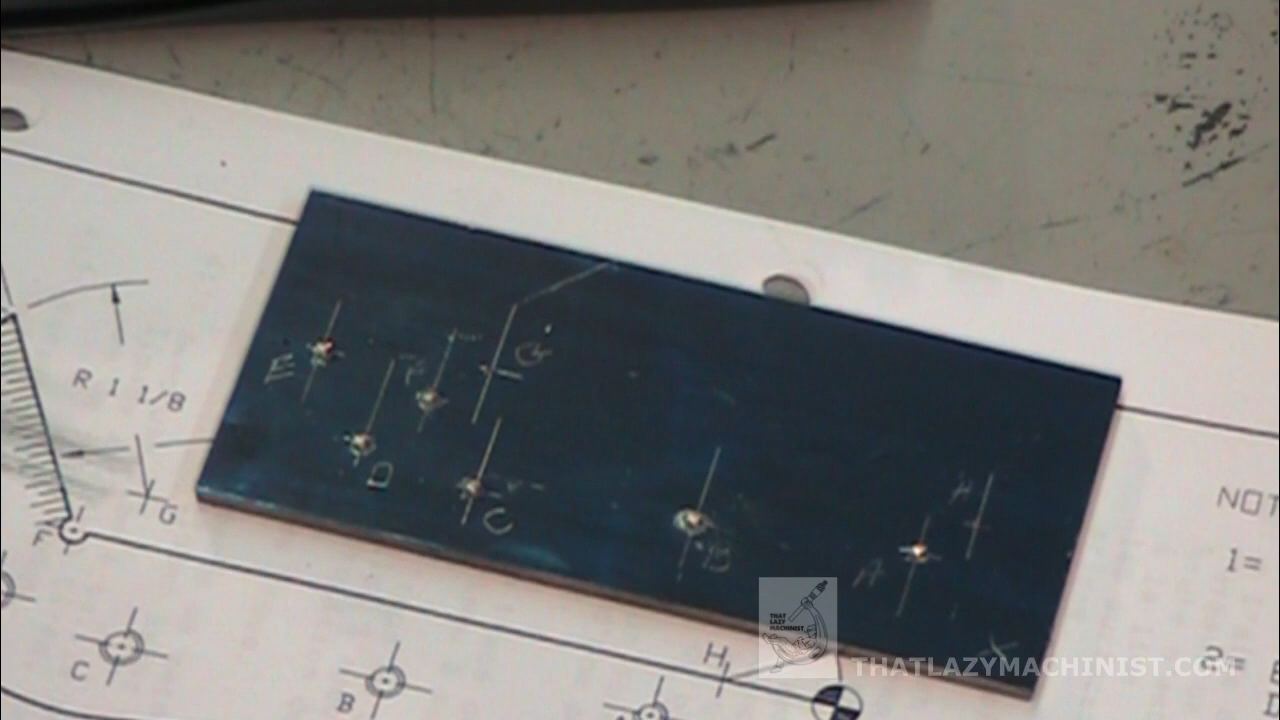 R 1 1/8
E
F
G
D
C
B
A
H
G
F
C
B
H
NOT
1=
2=
THAT
LAZY
MACHINIST.
THATLAZYMACHINIST.COM